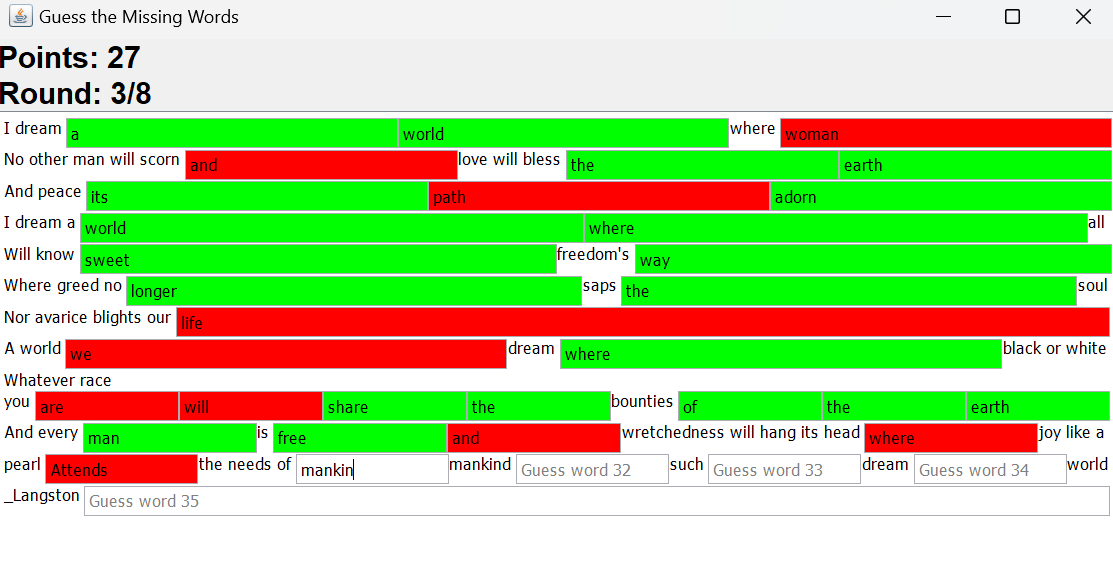 Guess the Missing Words
Points: 27
Round: 3/8
I dream a world where woman
No other man will scorn and love will bless the earth
And peace its path adorn
I dream a world where all
Will know sweet freedom's way
Where greed no longer saps the soul
Nor avarice blights our life
A world we dream where black or white
Whatever race
you are will share the bounties of the earth
And every man is free and wretchedness will hang its head where joy like a
pearl Attends the needs of mankin mankind Guess word 32 such Guess word 33 dream Guess word 34 world
_Langston Guess word 35